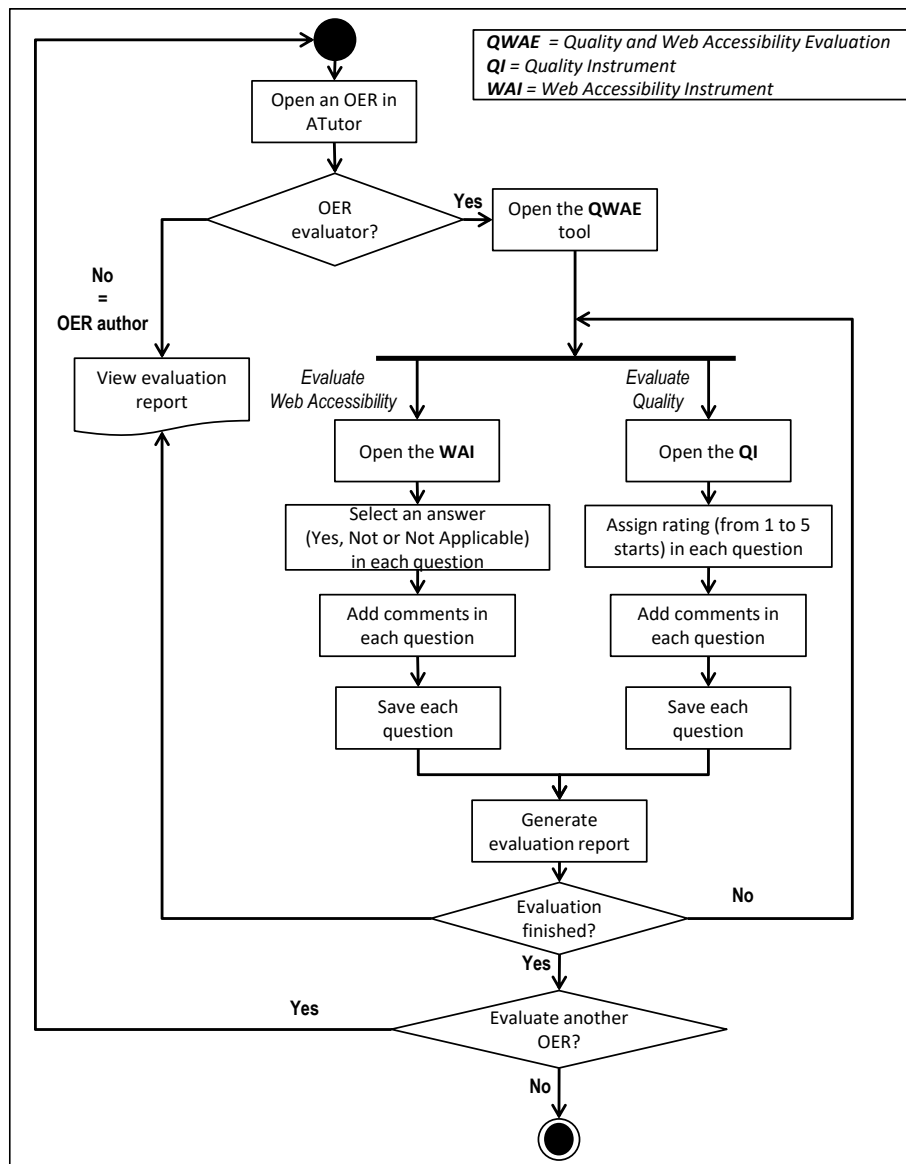 QWAE = Quality and Web Accessibility Evaluation
QI = Quality Instrument
WAI = Web Accessibility Instrument
Open an OER in
ATutor
OER
evaluator?
Yes
Open the QWAE
tool
No
=
OER author
View evaluation
report
Evaluate
Web Accessibility
Evaluate
Quality
Open the WAI
Open the QI
Select an answer
(Yes, Not or Not Applicable)
in each question
Assign rating (from 1 to 5
starts) in each question
Add comments in
each question
Add comments in
each question
Save each
question
Save each
question
Generate
evaluation report
Evaluation
finished?
No
Yes
Yes
Evaluate another
OER?
No